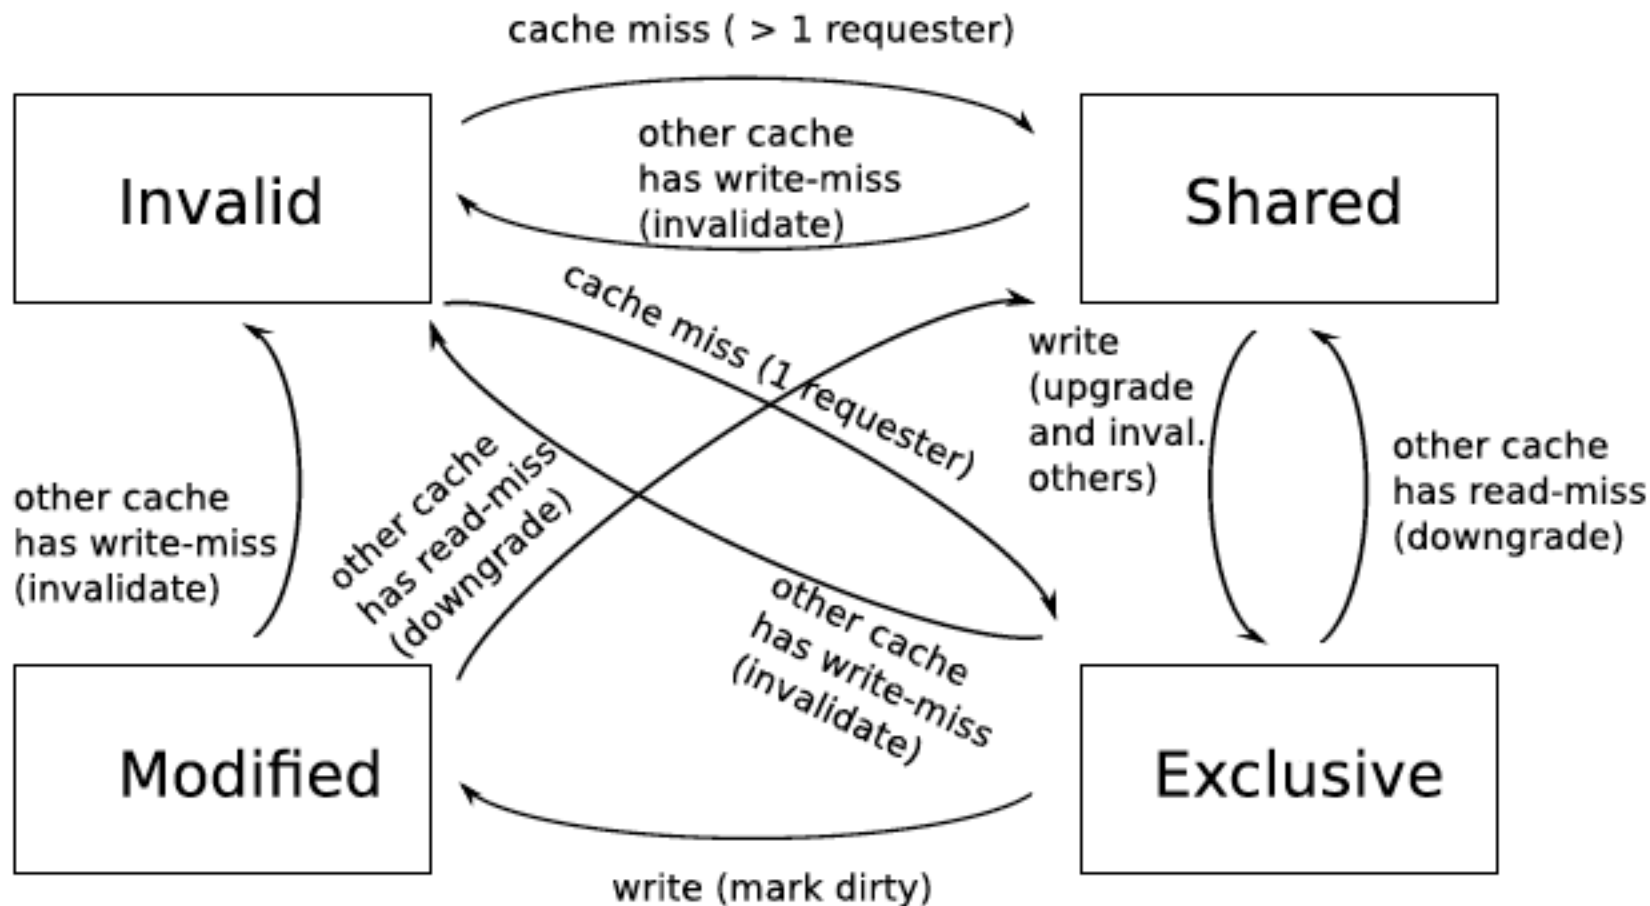 cache miss ( > 1 requester)
Invalid
other cache
has write-miss
(invalidate)
Shared
cache miss (1 requester)
write
(upgrade
and inval.
others)
other cache
has read-miss
(downgrade)
other cache
has write-miss
(invalidate)
other cache
has read-miss
(downgrade)
other cache
has write-miss
(invalidate)
Modified
Exclusive
write (mark dirty)